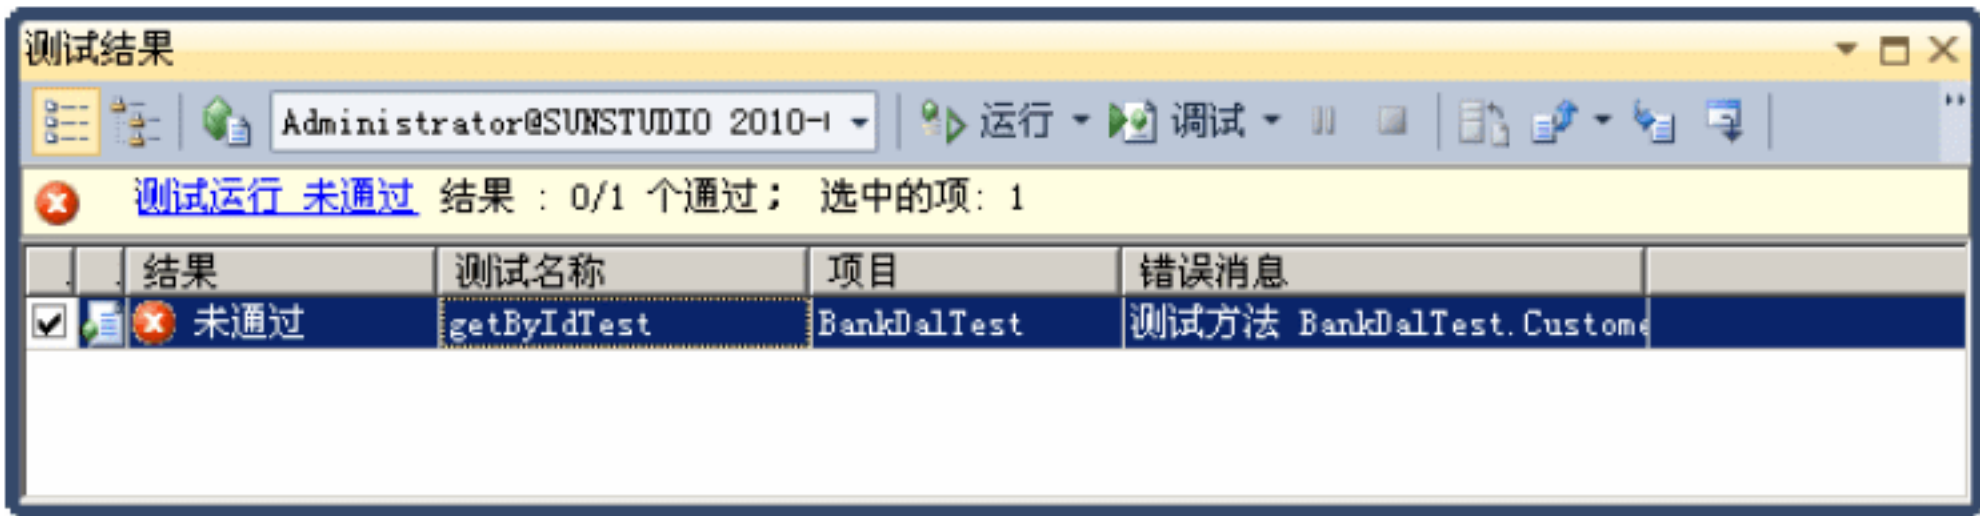 测试结果
Administrator@SUNSTUDIO 2010- 运行 调试
测试运行 未通过 结果 : 0/1 个通过; 选中的项: 1
结果 测试名称 项目 错误消息
未通过 getByIdTest BankDalTest 测试方法 BankDalTest.Custome